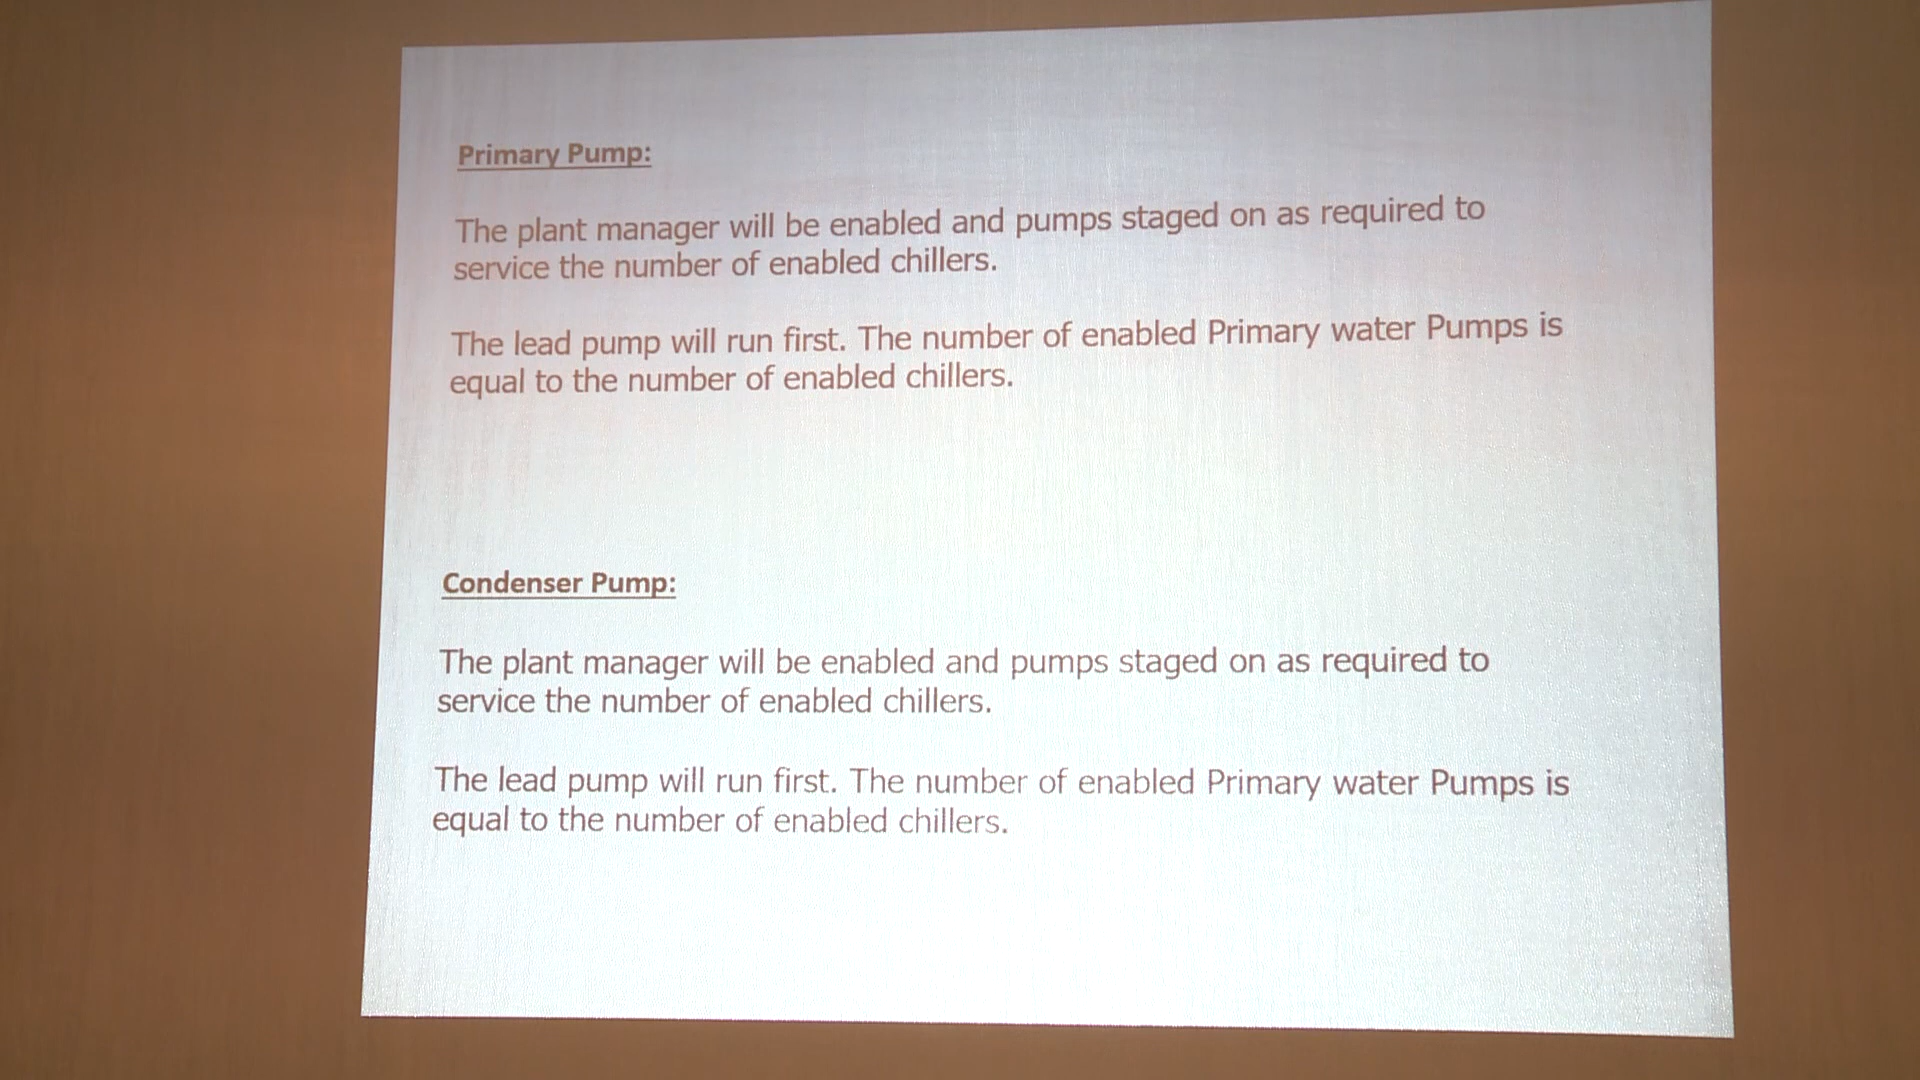 Primary Pump:
The plant manager will be enabled and pumps staged on as required to
service the number of enabled chillers.
The lead pump will run first. The number of enabled Primary water Pumps is
equal to the number of enabled chillers.
Condenser Pump:
The plant manager will be enabled and pumps staged on as required to
service the number of enabled chillers.
The lead pump will run first. The number of enabled Primary water Pumps is
equal to the number of enabled chillers.